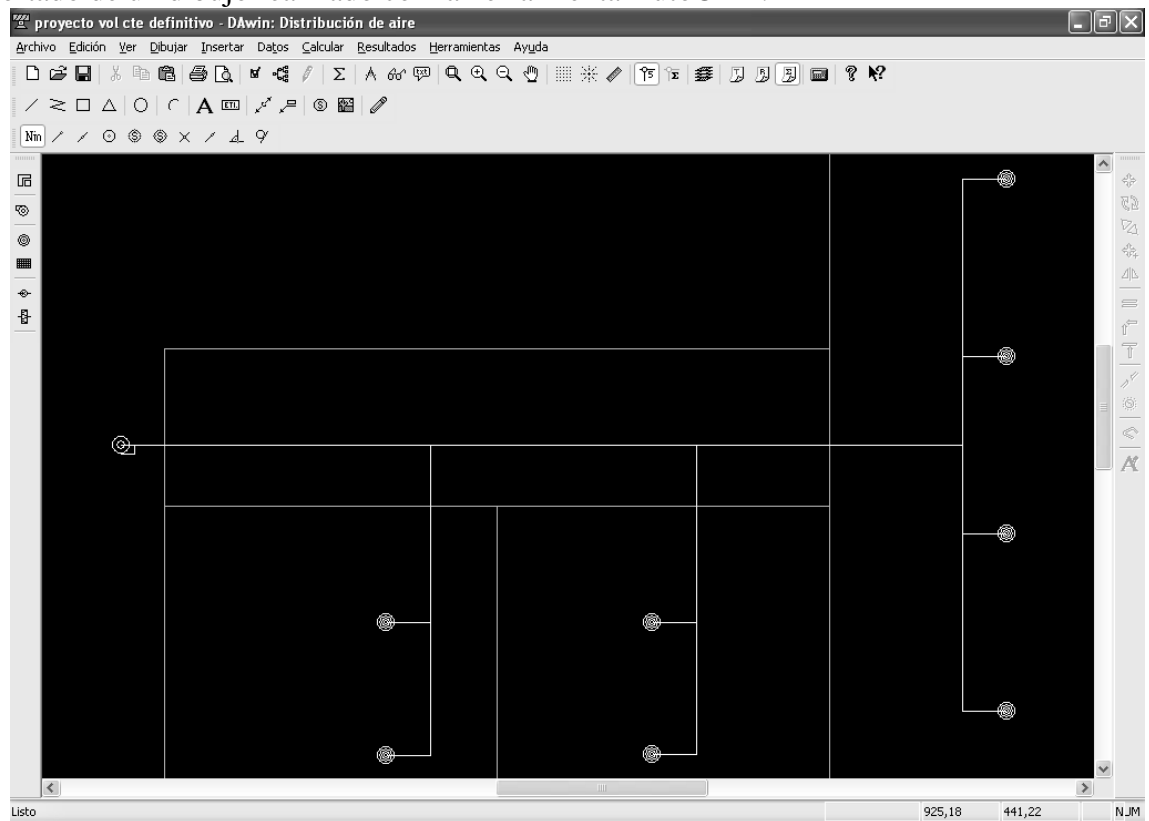 proyecto vol cte definitivo - DAwin: Distribución de aire
Archivo Edición Ver Dibujar Insertar Datos Calcular Resultados Herramientas Ayuda
Nin
Listo
925,18 441,22 NUM